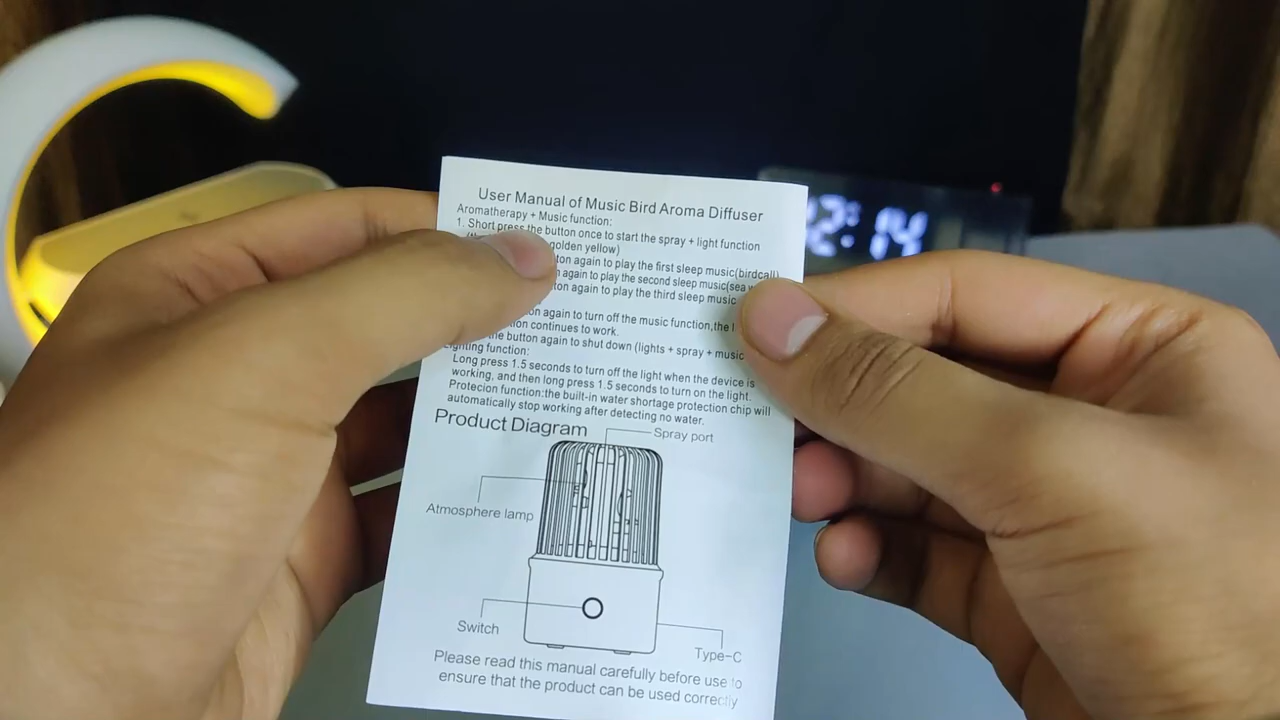 User Manual of Music Bird Aroma Diffuser
Aromatherapy + Music function:
1. Short press the button once to start the spray + light function
golden yellow)
again to play the first sleep music(birdcall)
again to play the second sleep music(sea
again to play the third sleep music
again to turn off the music function,the
continues to work.
the button again to shut down (lights + spray + music
Lighting function:
Long press 1.5 seconds to turn off the light when the device is
working, and then long press 1.5 seconds to turn on the light.
Protecion function:the built-in water shortage protection chip will
automatically stop working after detecting no water.
Product Diagram
Spray port
Atmosphere lamp
Switch
Type-C
Please read this manual carefully before use to
ensure that the product can be used correctly
:14